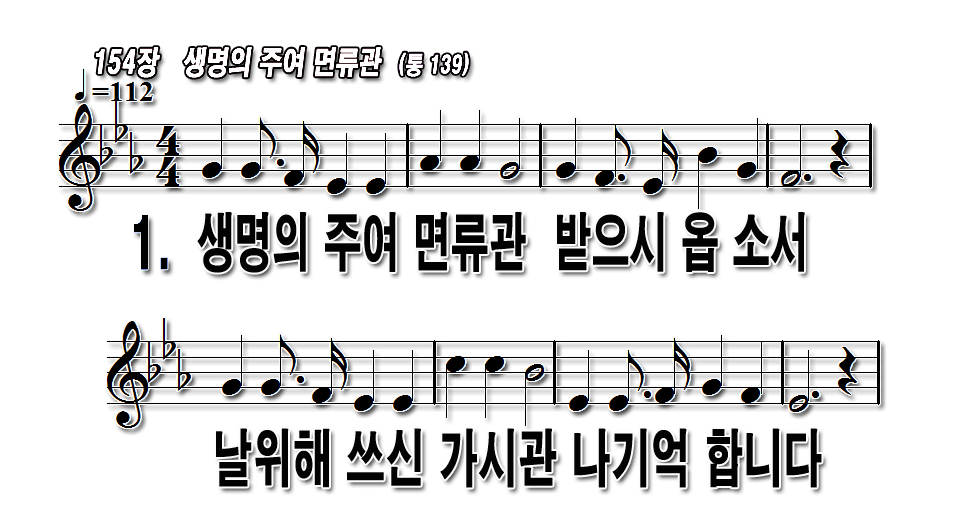 154장 생명의 주여 면류관 (통 139)
♩=112
4/4
1. 생명의 주여 면류관 받으시 옵 소서
날위해 쓰신 가시관 나기억 합니다